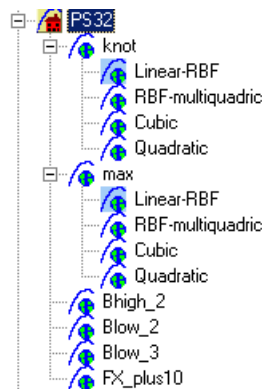 PS32
knot
Linear-RBF
RBF-multiquadric
Cubic
Quadratic
max
Linear-RBF
RBF-multiquadric
Cubic
Quadratic
Bhigh_2
Blow_2
Blow_3
FX_plus10